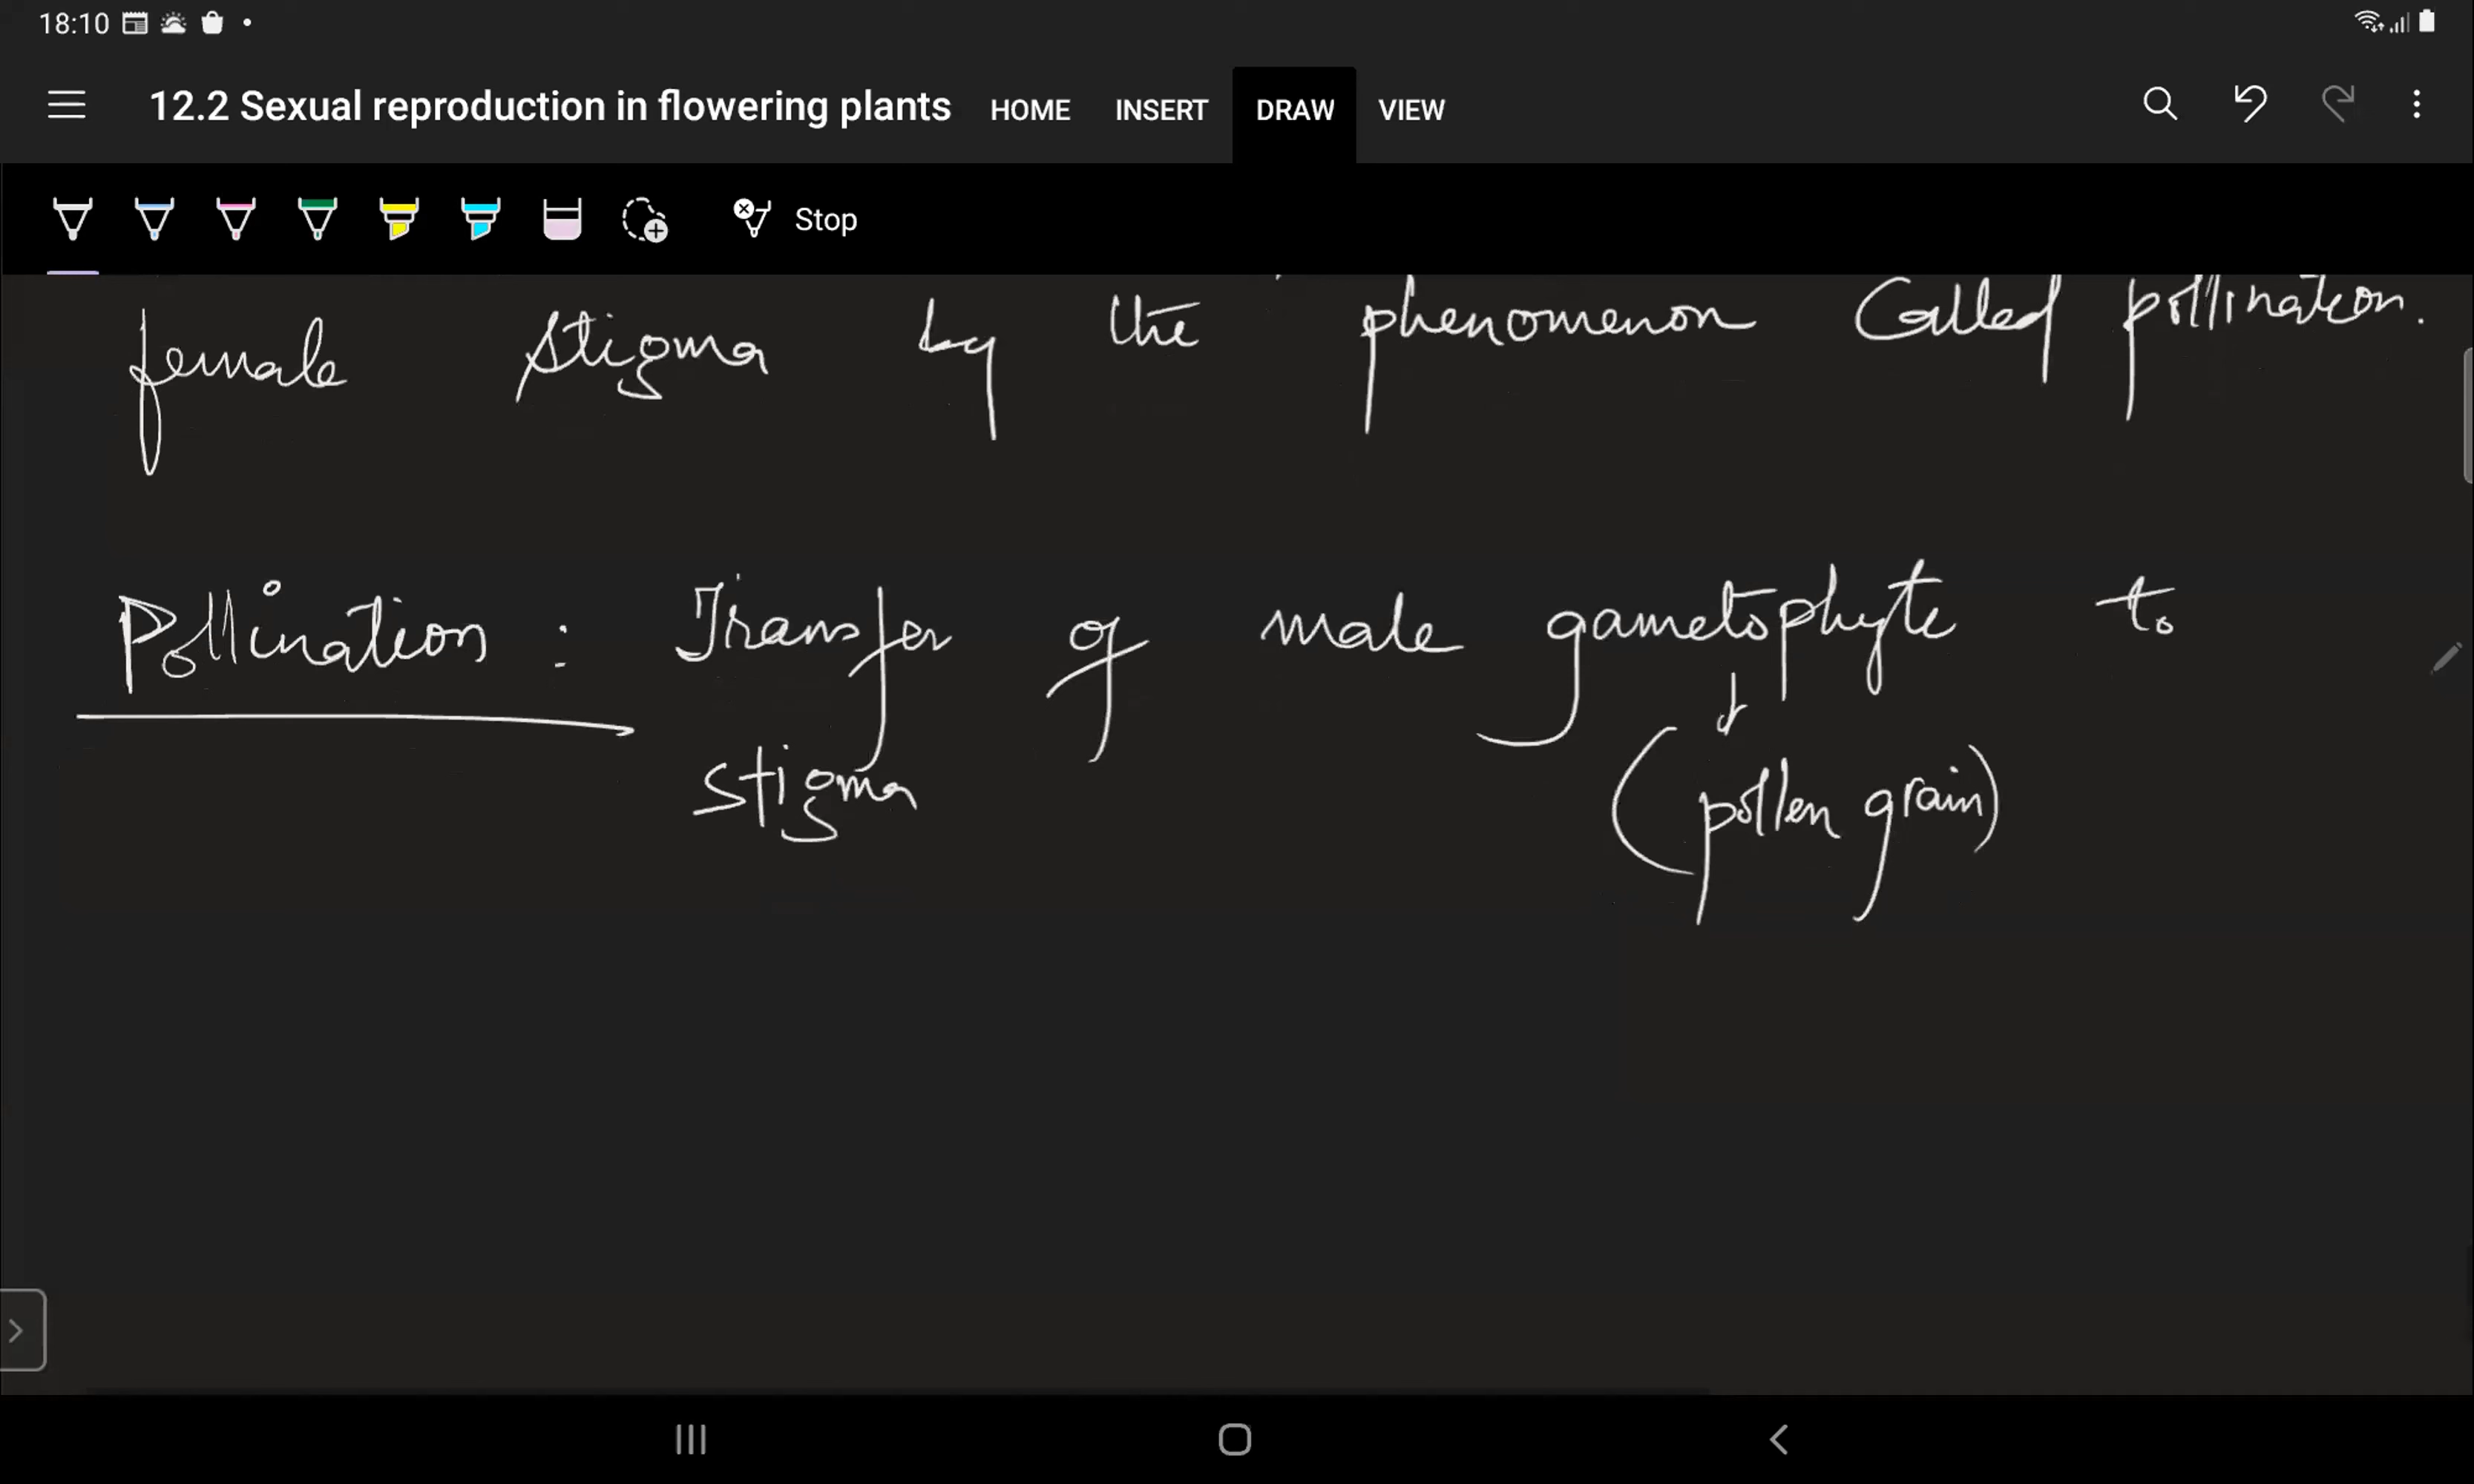 18:10
12.2 Sexual reproduction in flowering plants HOME INSERT DRAW VIEW
Stop
female stigma by the phenomenon Called pollination.
Pollination : Transfer of male gametophyte to
stigma (pollen grain)